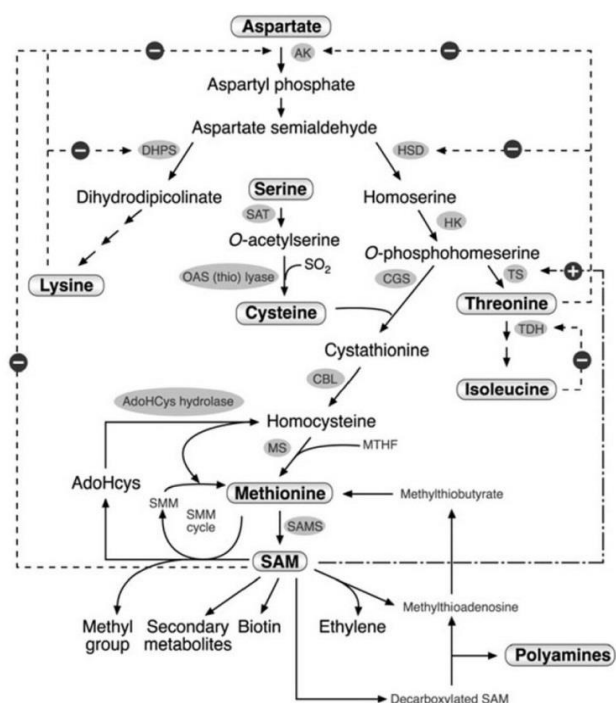 Aspartate
AK
Aspartyl phosphate
Aspartate semialdehyde
DHPS
HSD
Dihydrodipicolinate
Serine
Homoserine
SAT
HK
O-acetylserine
O-phosphohomeserine
OAS (thio) lyase
SO2
CGS
TS
Lysine
Cysteine
Threonine
TDH
Cystathionine
CBL
Isoleucine
AdoHCys hydrolase
Homocysteine
MS
MTHF
AdoHcys
SMM
Methionine
Methylthiobutyrate
SMM
cycle
SAMS
SAM
Methyl
group
Secondary
metabolites
Biotin
Ethylene
Methylthioadenosine
Polyamines
Decarboxylated SAM